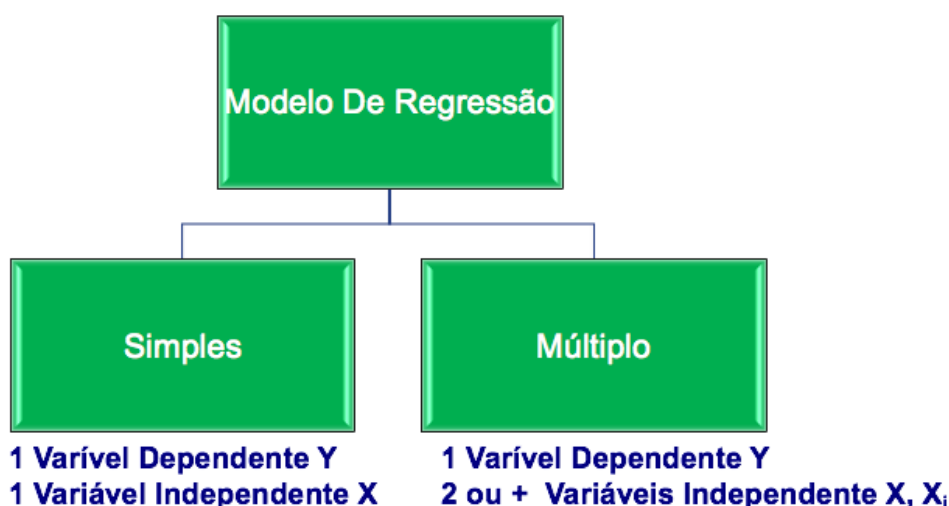 Modelo De Regressão
Simples
Múltiplo
1 Varível Dependente Y
1 Variável Independente X
1 Varível Dependente Y
2 ou + Variáveis Independente X, Xᵢ